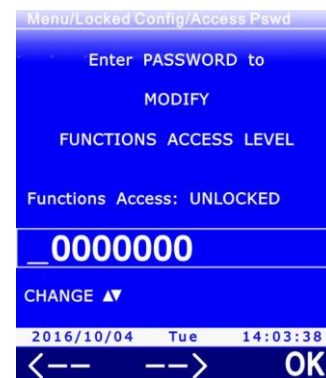 Menu/Locked Config/Access Pswd
Enter PASSWORD to
MODIFY
FUNCTIONS ACCESS LEVEL
Functions Access: UNLOCKED
_0000000
CHANGE ▲▼
2016/10/04 Tue 14:03:38
<-- --> OK